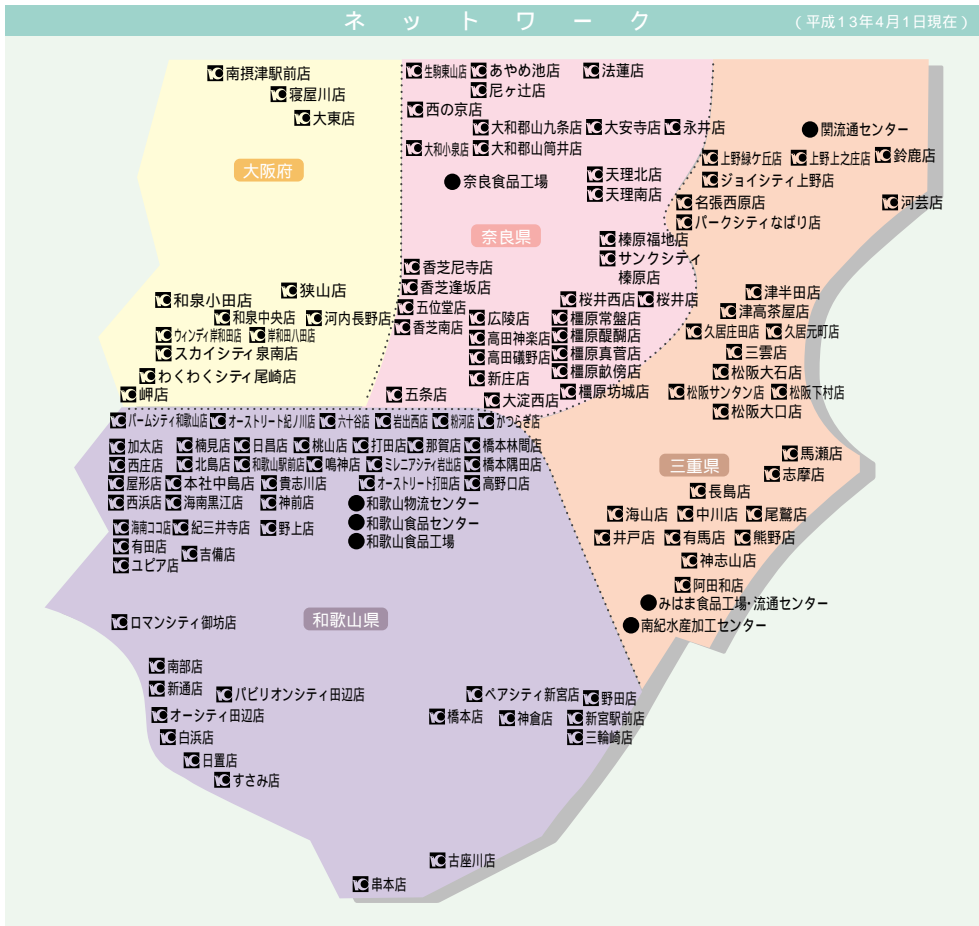 ネットワーク
(平成13年4月1日現在)
大阪府
南摂津駅前店
寝屋川店
大東店
狭山店
和泉小田店
和泉中央店
河内長野店
ウィンディ岸和田店
岸和田八田店
スカイシティ泉南店
わくわくシティ尾崎店
岬店
奈良県
生駒東山店
あやめ池店
法蓮店
尼ヶ辻店
西の京店
大和郡山九条店
大安寺店
永井店
大和小泉店
大和郡山筒井店
天理北店
奈良食品工場
天理南店
榛原福地店
サンクシティ
榛原店
香芝尼寺店
香芝逢坂店
桜井西店
桜井店
五位堂店
広陵店
橿原常盤店
香芝南店
高田神楽店
橿原醍醐店
高田礒野店
橿原真菅店
新庄店
橿原畝傍店
五条店
大淀西店
橿原坊城店
三重県
関流通センター
上野緑ケ丘店
上野上之庄店
鈴鹿店
ジョイシティ上野店
名張西原店
河芸店
パークシティなばり店
津半田店
津高茶屋店
久居庄田店
久居元町店
三雲店
松阪大石店
松阪サンタン店
松阪下村店
松阪大口店
馬瀬店
志摩店
長島店
海山店
中川店
尾鷲店
井戸店
有馬店
熊野店
神志山店
阿田和店
みはま食品工場・流通センター
南紀水産加工センター
和歌山県
パームシティ和歌山店
オーストリート紀ノ川店
六十谷店
岩出西店
粉河店
かつらぎ店
加太店
楠見店
日昌店
桃山店
打田店
那賀店
橋本林間店
西庄店
北島店
和歌山駅前店
鳴神店
ミレニアシティ岩出店
橋本隅田店
屋形店
本社中島店
貴志川店
オーストリート打田店
高野口店
西浜店
海南黒江店
神前店
和歌山物流センター
海南ココ店
紀三井寺店
野上店
和歌山食品センター
有田店
吉備店
和歌山食品工場
ユピア店
ロマンシティ御坊店
南部店
新通店
パビリオンシティ田辺店
オーシティ田辺店
白浜店
日置店
すさみ店
ペアシティ新宮店
野田店
橋本店
神倉店
新宮駅前店
三輪崎店
古座川店
串本店